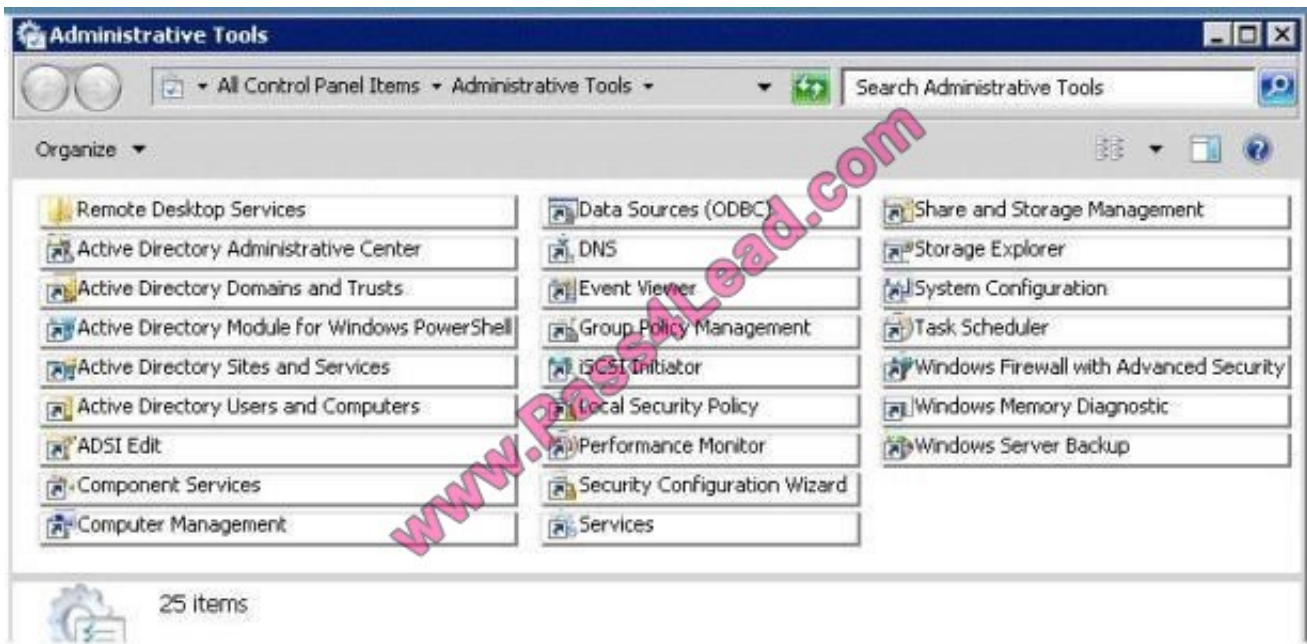 Administrative Tools
All Control Panel Items Administrative Tools
Search Administrative Tools
Organize
Remote Desktop Services
Active Directory Administrative Center
Active Directory Domains and Trusts
Active Directory Module for Windows PowerShell
Active Directory Sites and Services
Active Directory Users and Computers
ADSI Edit
Component Services
Computer Management
Data Sources (ODBC)
DNS
Event Viewer
Group Policy Management
iSCSI Initiator
Local Security Policy
Performance Monitor
Security Configuration Wizard
Services
Share and Storage Management
Storage Explorer
System Configuration
Task Scheduler
Windows Firewall with Advanced Security
Windows Memory Diagnostic
Windows Server Backup
www.Pass4Lead.com
25 items